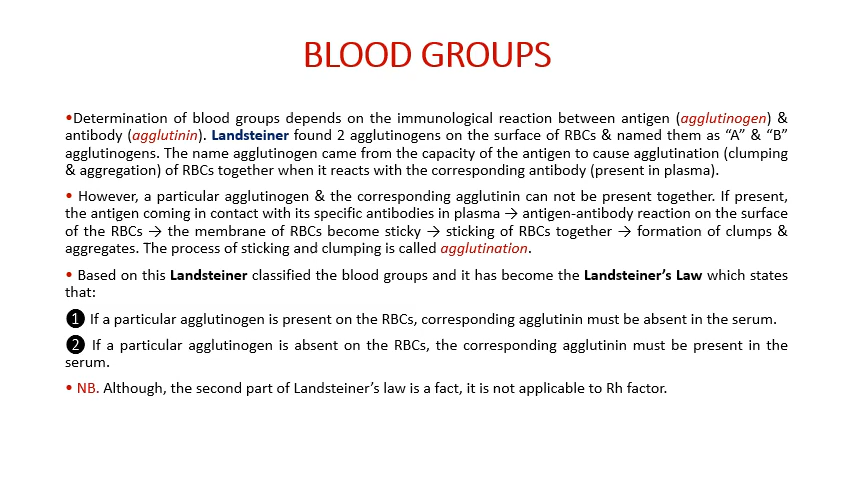 BLOOD GROUPS
•Determination of blood groups depends on the immunological reaction between antigen (agglutinogen) &
antibody (agglutinin). Landsteiner found 2 agglutinogens on the surface of RBCs & named them as “A” & “B”
agglutinogens. The name agglutinogen came from the capacity of the antigen to cause agglutination (clumping
& aggregation) of RBCs together when it reacts with the corresponding antibody (present in plasma).
• However, a particular agglutinogen & the corresponding agglutinin can not be present together. If present,
the antigen coming in contact with its specific antibodies in plasma → antigen-antibody reaction on the surface
of the RBCs → the membrane of RBCs become sticky → sticking of RBCs together → formation of clumps &
aggregates. The process of sticking and clumping is called agglutination.
• Based on this Landsteiner classified the blood groups and it has become the Landsteiner’s Law which states
that:
❶ If a particular agglutinogen is present on the RBCs, corresponding agglutinin must be absent in the serum.
❷ If a particular agglutinogen is absent on the RBCs, the corresponding agglutinin must be present in the
serum.
• NB. Although, the second part of Landsteiner’s law is a fact, it is not applicable to Rh factor.